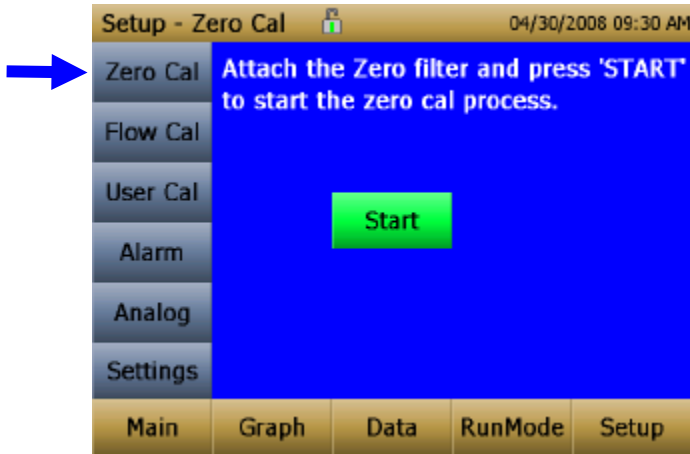 Setup - Zero Cal 04/30/2008 09:30 AM
Zero Cal
Attach the Zero filter and press 'START'
to start the zero cal process.
Flow Cal
User Cal
Start
Alarm
Analog
Settings
Main Graph Data RunMode Setup